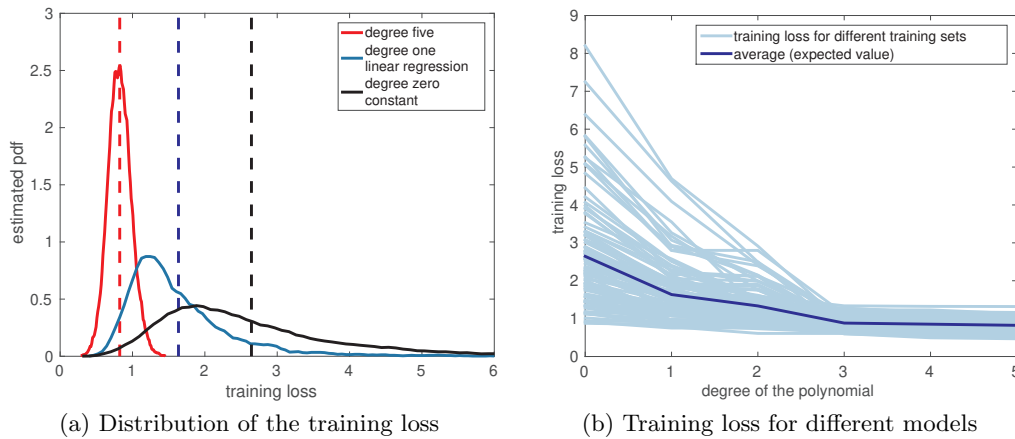 degree five
degree one
linear regression
degree zero
constant
3
2.5
2
1.5
1
0.5
0
estimated pdf
0 1 2 3 4 5 6
training loss
(a) Distribution of the training loss
training loss for different training sets
average (expected value)
9
8
7
6
5
4
3
2
1
0
training loss
0 1 2 3 4 5
degree of the polynomial
(b) Training loss for different models